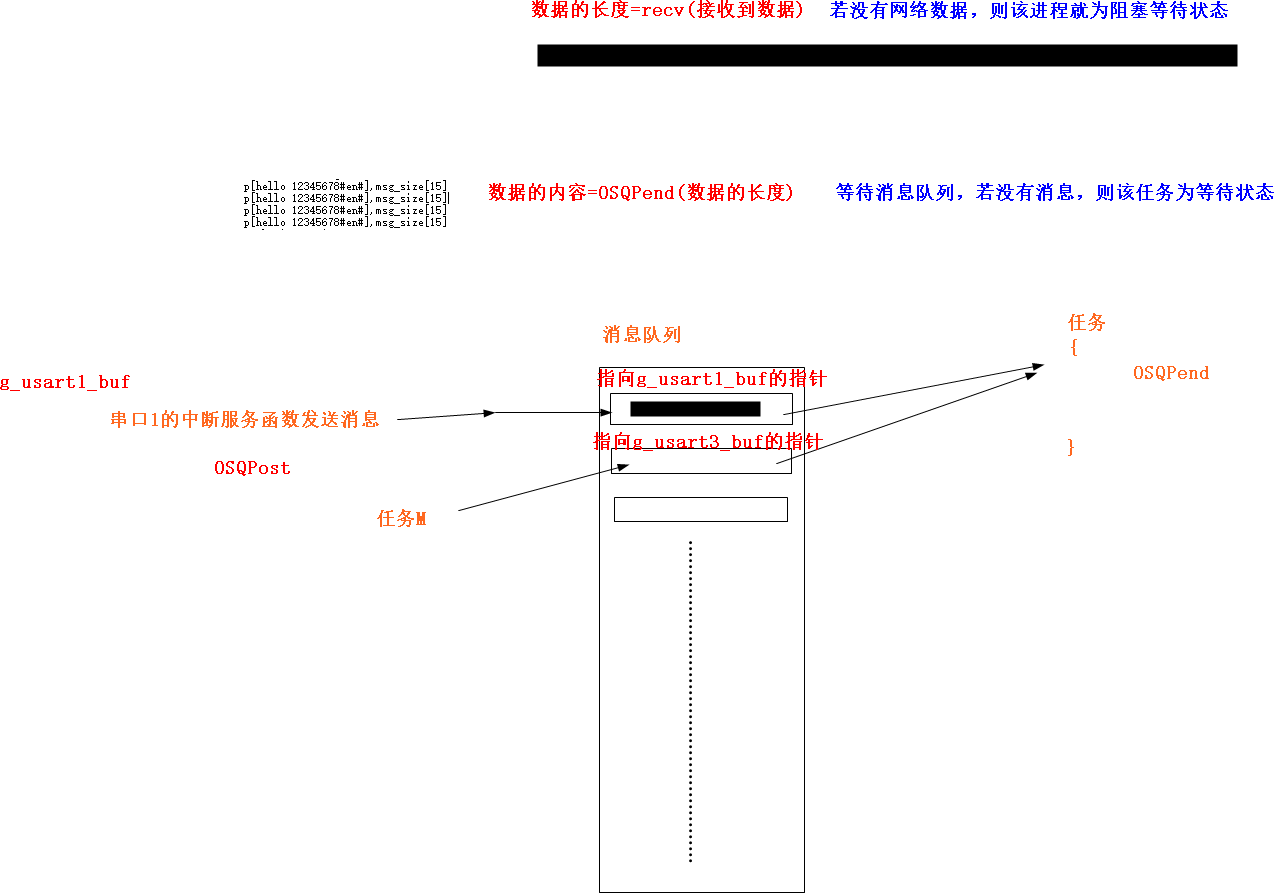 数据的长度=recv(接收到数据) 若没有网络数据，则该进程就为阻塞等待状态
p[hello 12345678#en#],msg_size[15]
p[hello 12345678#en#],msg_size[15]
p[hello 12345678#en#],msg_size[15]
p[hello 12345678#en#],msg_size[15]
数据的内容=OSQPend(数据的长度) 等待消息队列，若没有消息，则该任务为等待状态
消息队列
任务
{
OSQPend
}
g_usart1_buf
指向g_usart1_buf的指针
串口1的中断服务函数发送消息
指向g_usart3_buf的指针
OSQPost
任务M